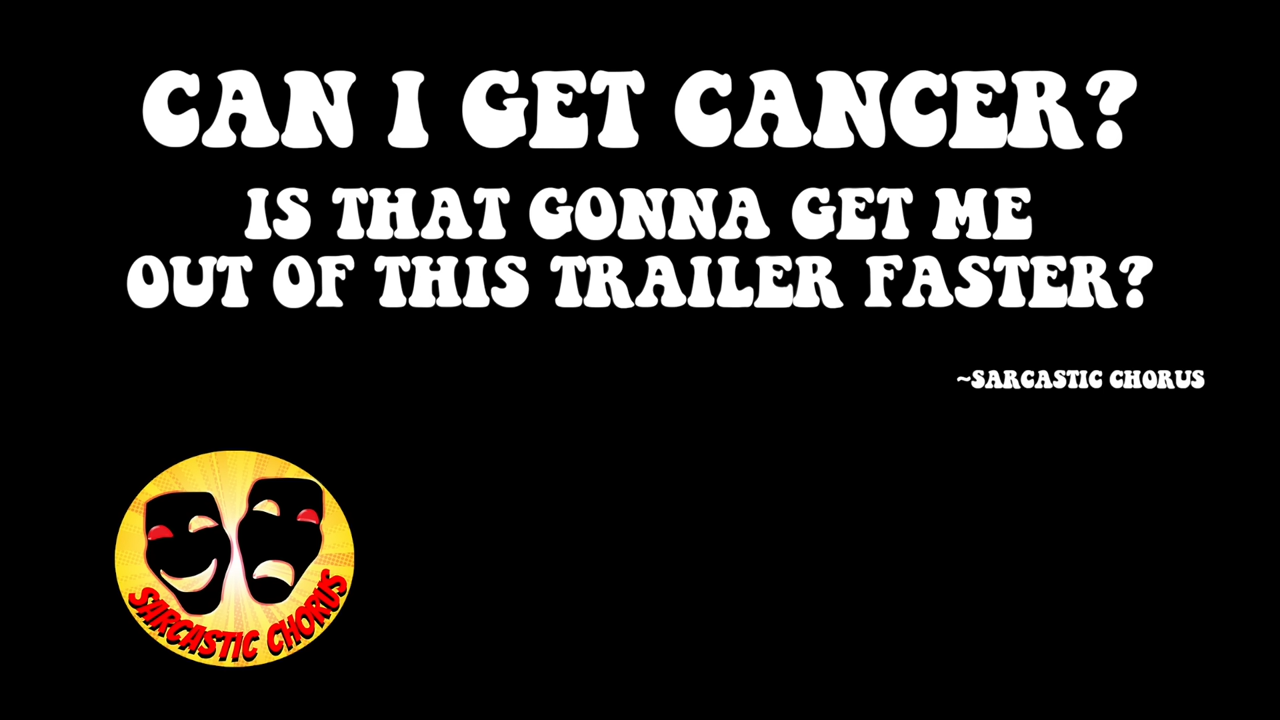 CAN I GET CANCER?
IS THAT GONNA GET ME
OUT OF THIS TRAILER FASTER?
~SARCASTIC CHORUS
SARCASTIC CHORUS